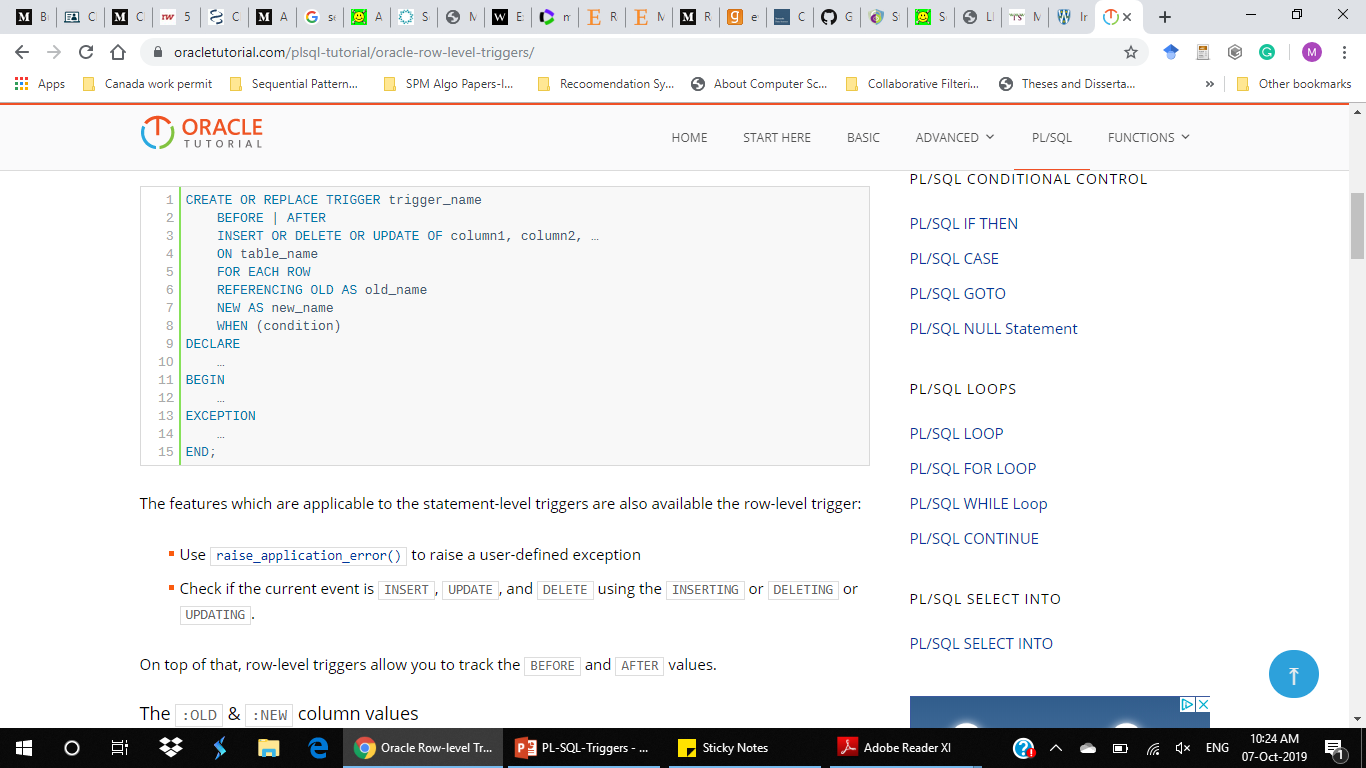 B
C
C
rw 5
C
A
G s
A
S
M
W E
n
E R
E M
M R
g e
C
G
S
S
L
M
Ir
oracletutorial.com/plsql-tutorial/oracle-row-level-triggers/
M
Apps Canada work permit Sequential Pattern... SPM Algo Papers-I... Recoomendation Sy... About Computer Sc... Collaborative Filteri... Theses and Disserta... » Other bookmarks
ORACLE
TUTORIAL
HOME START HERE BASIC ADVANCED PL/SQL FUNCTIONS
1 CREATE OR REPLACE TRIGGER trigger_name
2 BEFORE | AFTER
3 INSERT OR DELETE OR UPDATE OF column1, column2, …
4 ON table_name
5 FOR EACH ROW
6 REFERENCING OLD AS old_name
7 NEW AS new_name
8 WHEN (condition)
9 DECLARE
10 …
11 BEGIN
12 …
13 EXCEPTION
14 …
15 END;
The features which are applicable to the statement-level triggers are also available the row-level trigger:
Use raise_application_error() to raise a user-defined exception
Check if the current event is INSERT, UPDATE, and DELETE using the INSERTING or DELETING or
UPDATING.
On top of that, row-level triggers allow you to track the BEFORE and AFTER values.
The :OLD & :NEW column values
PL/SQL CONDITIONAL CONTROL
PL/SQL IF THEN
PL/SQL CASE
PL/SQL GOTO
PL/SQL NULL Statement
PL/SQL LOOPS
PL/SQL LOOP
PL/SQL FOR LOOP
PL/SQL WHILE Loop
PL/SQL CONTINUE
PL/SQL SELECT INTO
PL/SQL SELECT INTO
Oracle Row-level Tr... PL-SQL-Triggers - ... Sticky Notes Adobe Reader XI ENG
10:24 AM
07-Oct-2019
1